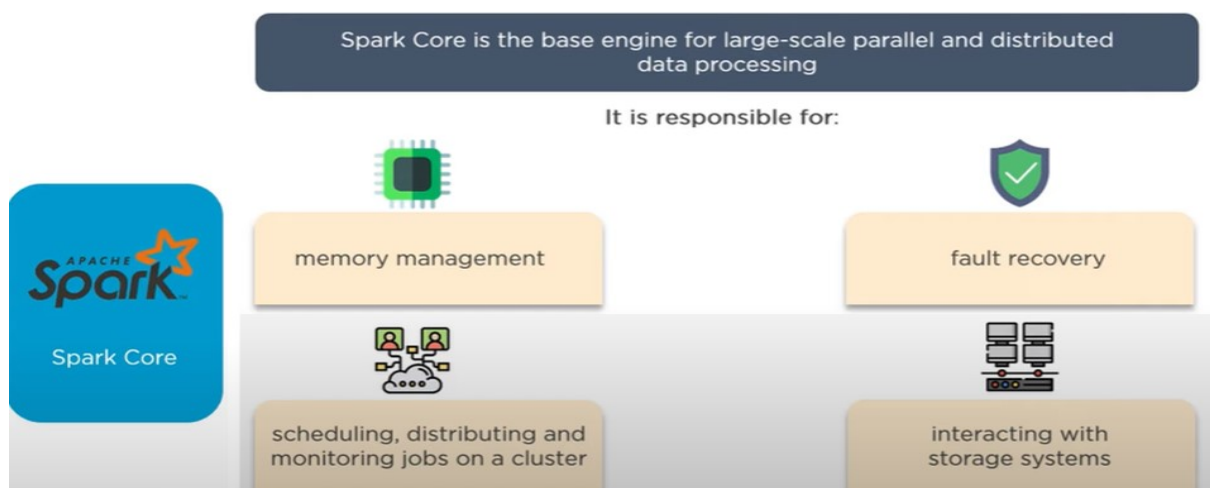 Spark Core is the base engine for large-scale parallel and distributed
data processing
It is responsible for:
APACHE
Spark™
Spark Core
memory management
fault recovery
scheduling, distributing and
monitoring jobs on a cluster
interacting with
storage systems